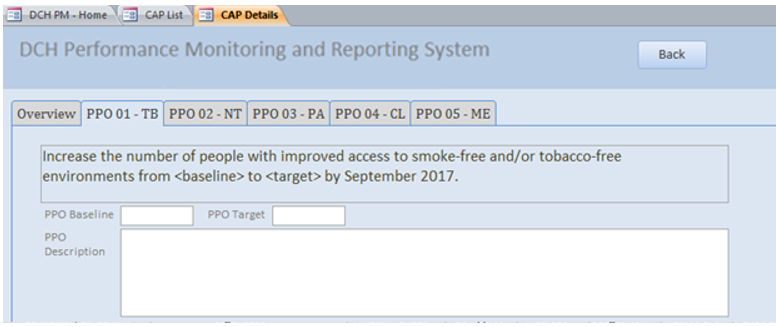 DCH PM - Home CAP List CAP Details
DCH Performance Monitoring and Reporting System
Back
Overview PPO 01 - TB PPO 02 - NT PPO 03 - PA PPO 04 - CL PPO 05 - ME
Increase the number of people with improved access to smoke-free and/or tobacco-free
environments from <baseline> to <target> by September 2017.
PPO Baseline PPO Target
PPO
Description